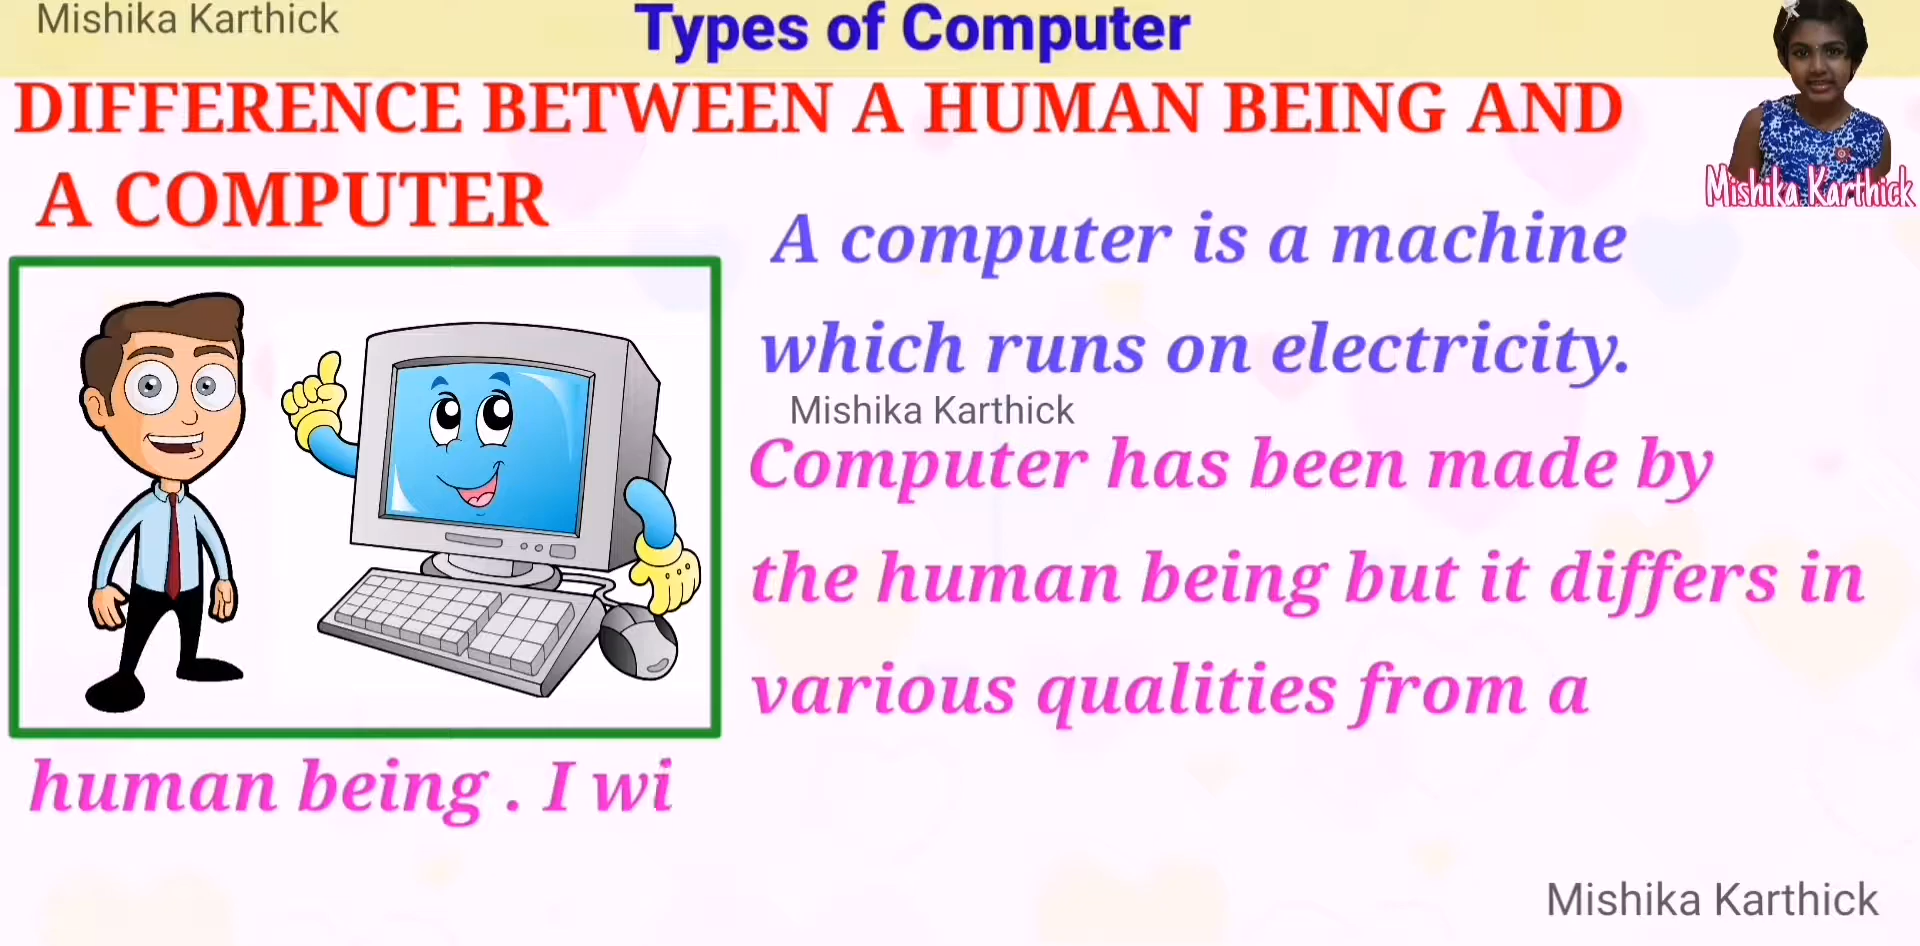 Mishika Karthick
Types of Computer
Mishika Karthick
DIFFERENCE BETWEEN A HUMAN BEING AND
A COMPUTER
A computer is a machine
which runs on electricity.
Mishika Karthick
Computer has been made by
the human being but it differs in
various qualities from a
human being . I wi
Mishika Karthick